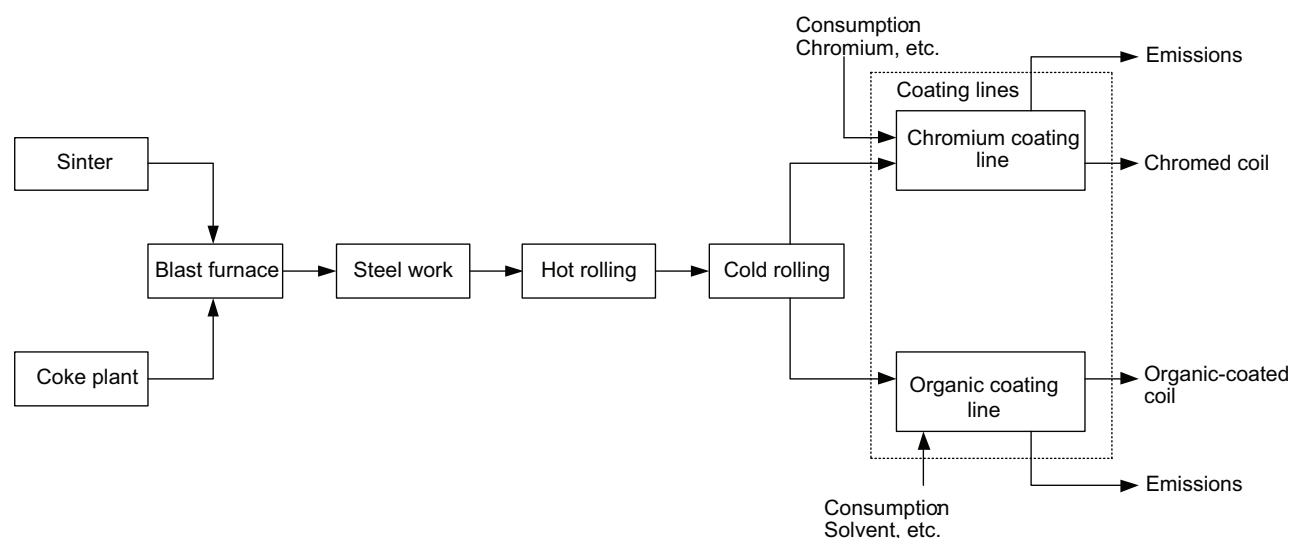 Consumption
Chromium, etc.
Emissions
Coating lines
Chromium coating
line
Chromed coil
Sinter
Blast furnace
Steel work
Hot rolling
Cold rolling
Coke plant
Organic coating
line
Organic-coated
coil
Emissions
Consumption
Solvent, etc.